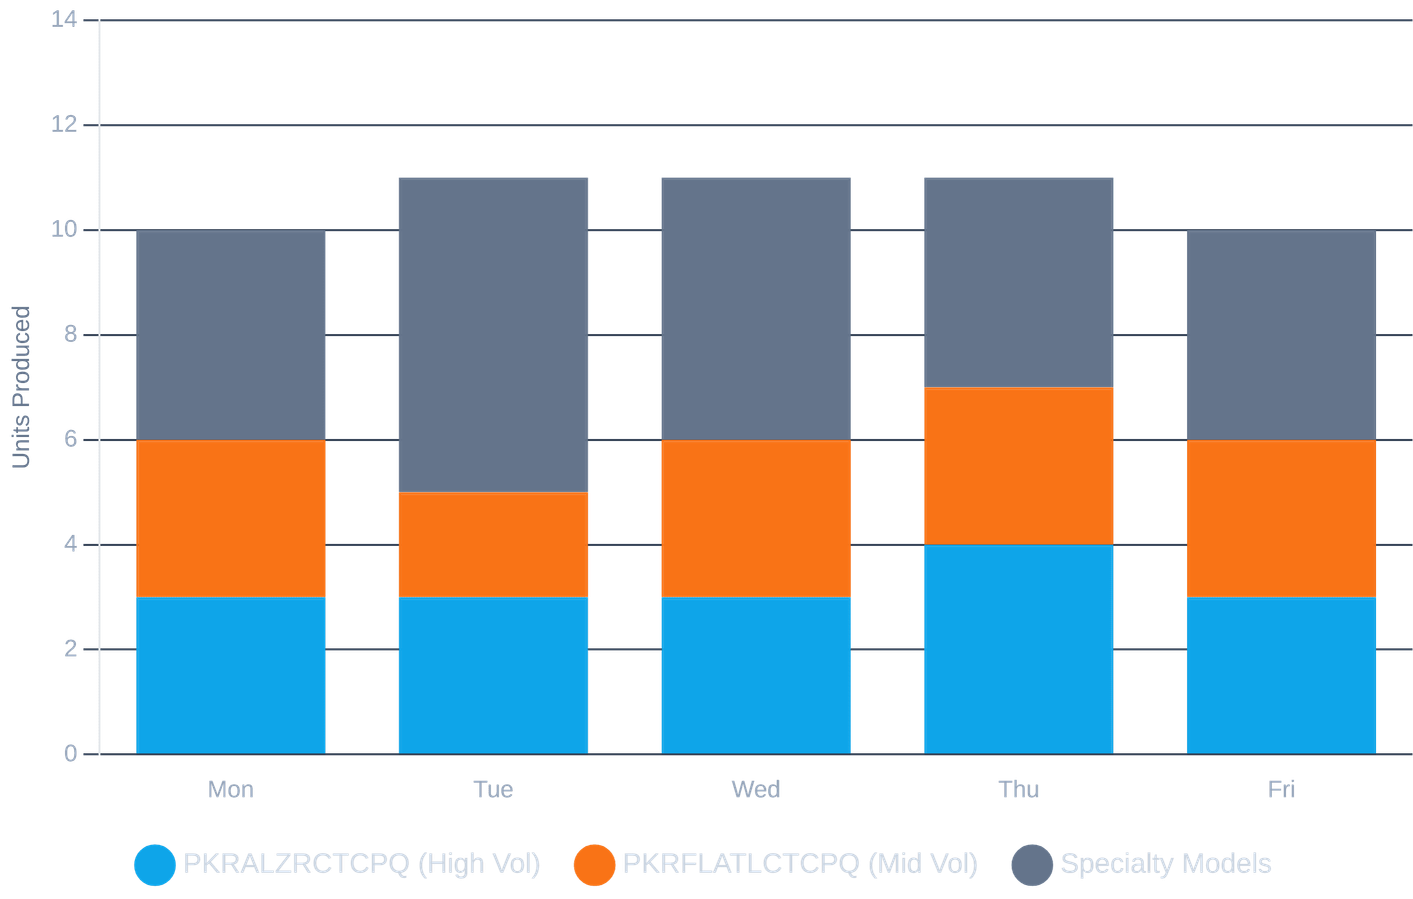 14
12
10
8
6
4
2
0
Units Produced
Mon Tue Wed Thu Fri
PKRALZRCTCPQ (High Vol) PKRFLATLCTCPQ (Mid Vol) Specialty Models